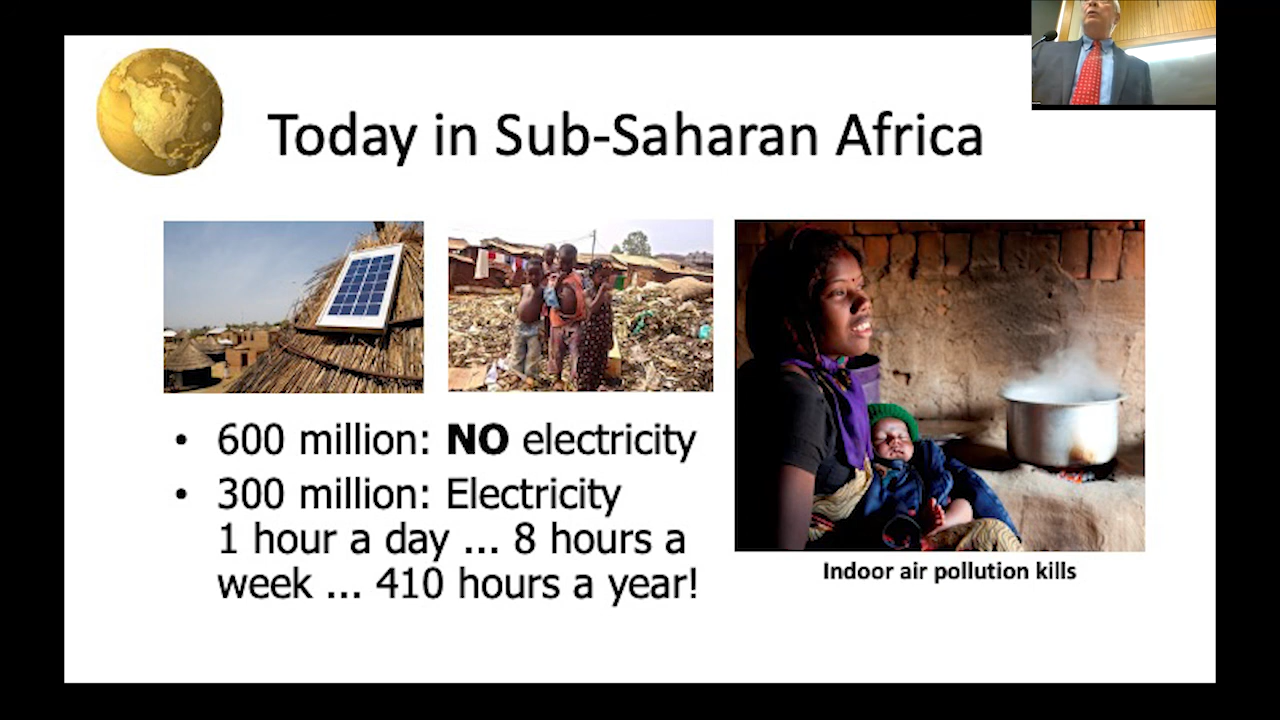 Today in Sub-Saharan Africa
• 600 million: NO electricity
• 300 million: Electricity
1 hour a day ... 8 hours a
week ... 410 hours a year!
Indoor air pollution kills